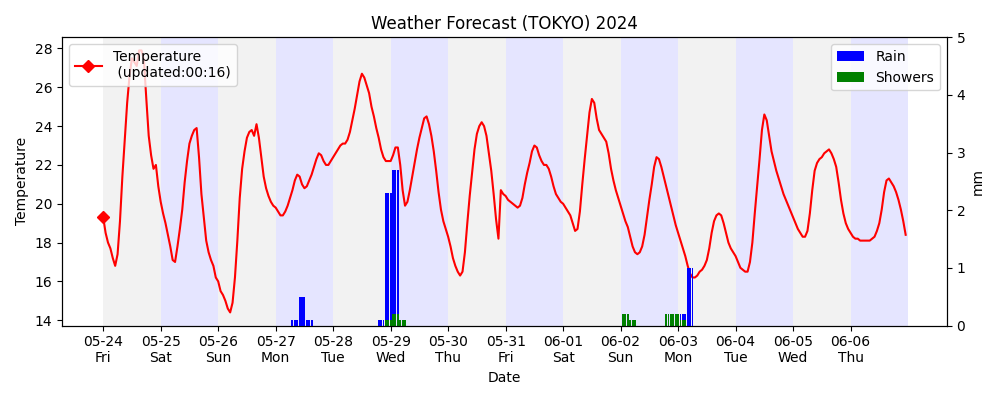 Weather Forecast (TOKYO) 2024
Temperature
(updated:00:16)
Rain
Showers
28
26
24
22
20
18
16
14
Temperature
5
4
3
2
1
0
mm
05-24 05-25 05-26 05-27 05-28 05-29 05-30 05-31 06-01 06-02 06-03 06-04 06-05 06-06
Fri Sat Sun Mon Tue Wed Thu Fri Sat Sun Mon Tue Wed Thu
Date